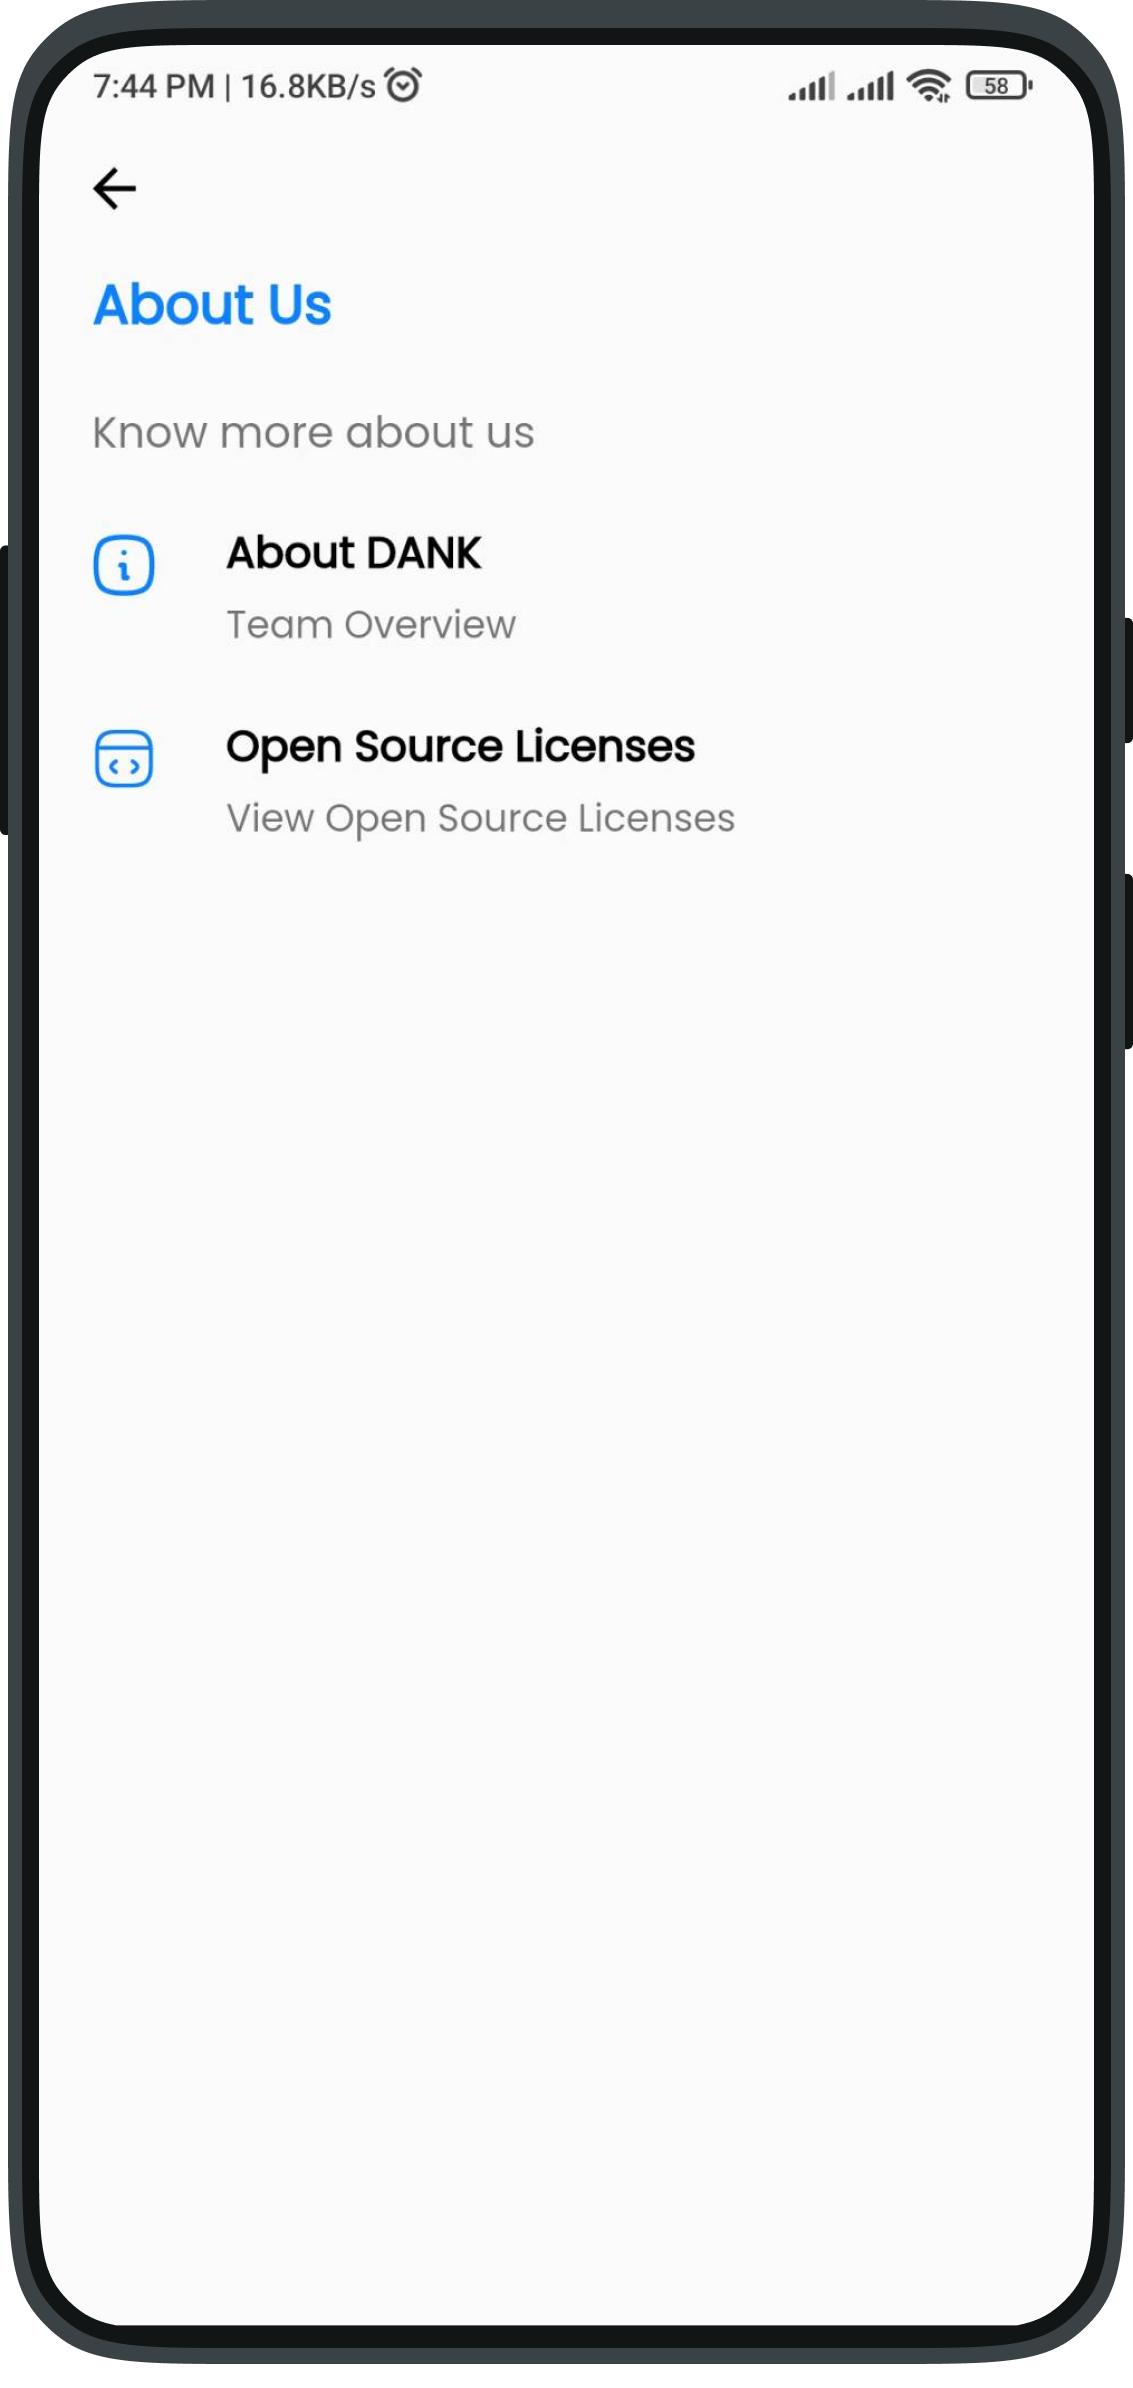 7:44 PM | 16.8KB/s 58
About Us
Know more about us
About DANK
Team Overview
Open Source Licenses
View Open Source Licenses